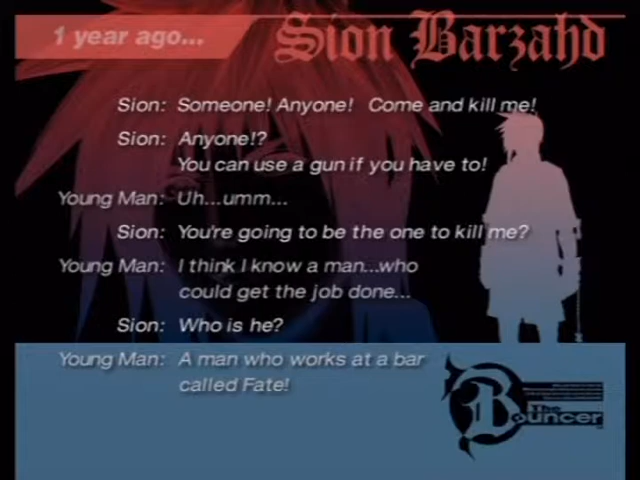 1 year ago...
Sion Barzahd
Sion: Someone! Anyone! Come and kill me!
Sion: Anyone!?
You can use a gun if you have to!
Young Man: Uh...umm...
Sion: You're going to be the one to kill me?
Young Man: I think I know a man...who
could get the job done...
Sion: Who is he?
Young Man: A man who works at a bar
called Fate!
The
Bouncer